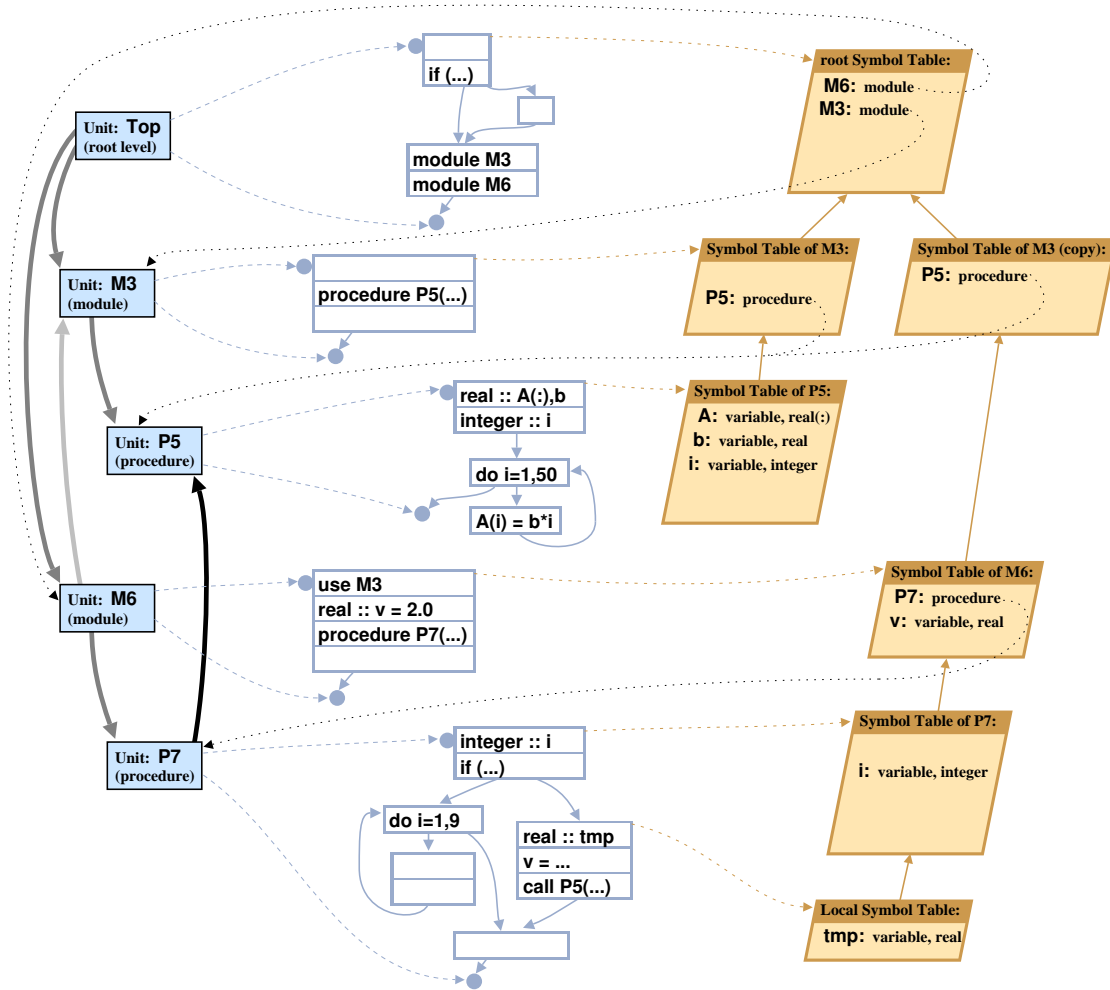 if (...)
module M3
module M6
root Symbol Table:
M6: module
M3: module
Unit: Top
(root level)
Unit: M3
(module)
procedure P5(...)
Symbol Table of M3:
P5: procedure
Symbol Table of M3 (copy):
P5: procedure
Unit: P5
(procedure)
real :: A(:),b
integer :: i
do i=1,50
A(i) = b*i
Symbol Table of P5:
A: variable, real(:)
b: variable, real
i: variable, integer
Unit: M6
(module)
use M3
real :: v = 2.0
procedure P7(...)
Symbol Table of M6:
P7: procedure
v: variable, real
Unit: P7
(procedure)
integer :: i
if (...)
do i=1,9
real :: tmp
v = ...
call P5(...)
Symbol Table of P7:
i: variable, integer
Local Symbol Table:
tmp: variable, real